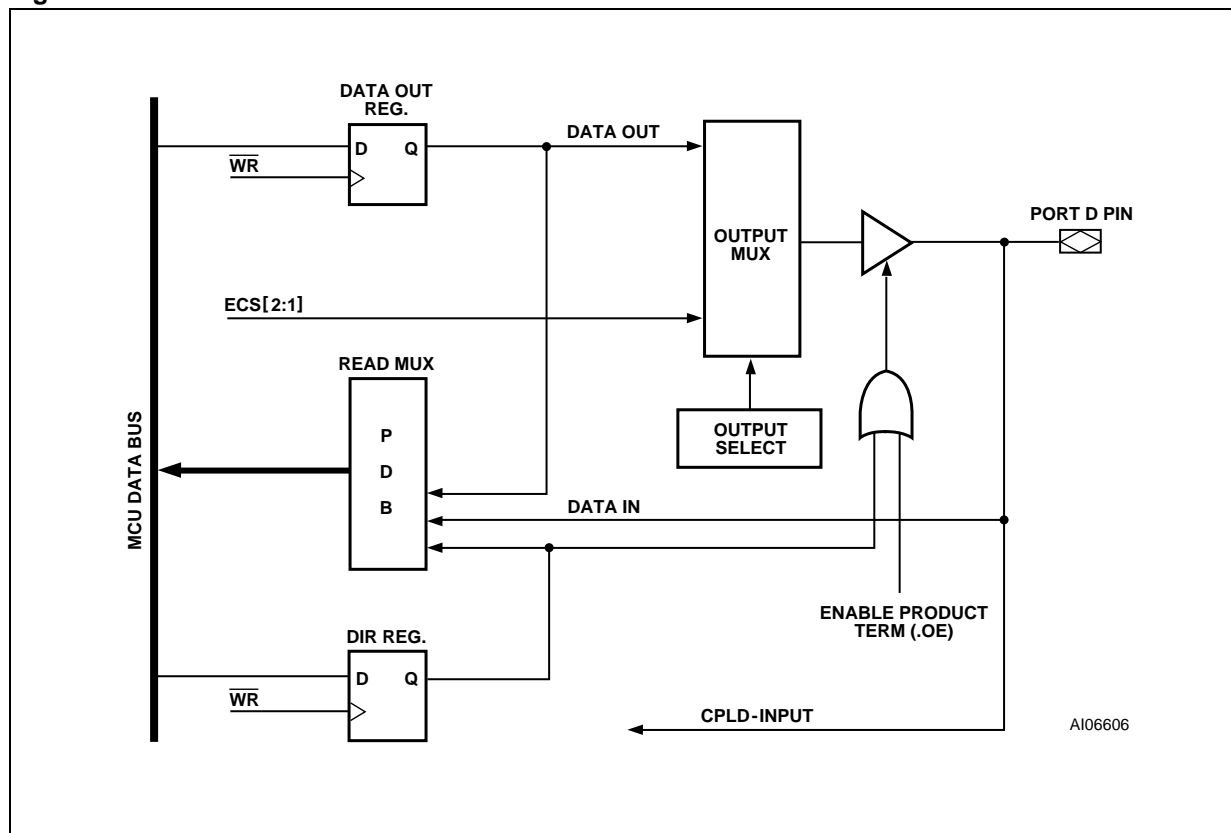 DATA OUT
REG.
D Q
WR
DATA OUT
OUTPUT
MUX
PORT D PIN
ECS[2:1]
READ MUX
P
D
B
OUTPUT
SELECT
MCU DATA BUS
DATA IN
ENABLE PRODUCT
TERM (.OE)
DIR REG.
D Q
WR
CPLD-INPUT
AI06606